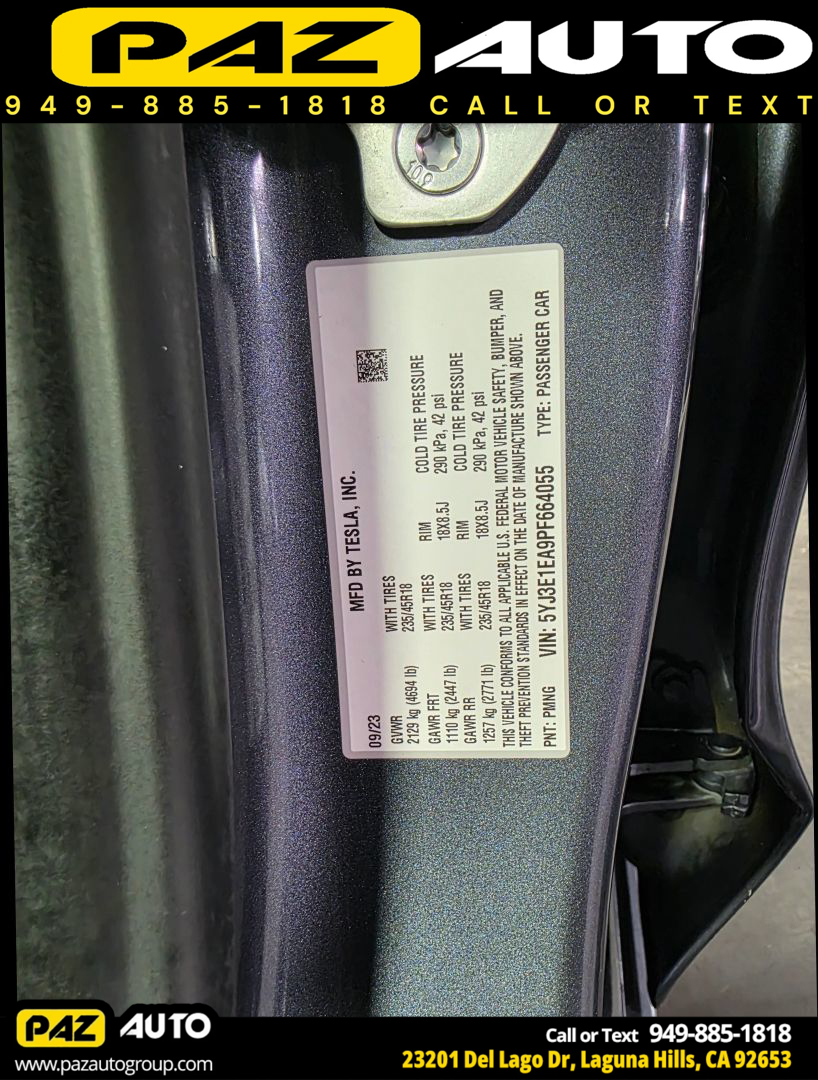 PAZ AUTO
949-885-1818 CALL OR TEXT
10.9
MFD BY TESLA, INC.
09/23
GVWR WITH TIRES RIM COLD TIRE PRESSURE
2129 kg (4694 lb) 235/45R18 18X8.5J 290 kPa, 42 psi
GAWR FRT WITH TIRES RIM COLD TIRE PRESSURE
1110 kg (2447 lb) 235/45R18 18X8.5J 290 kPa, 42 psi
GAWR RR WITH TIRES
1257 kg (2771 lb) 235/45R18
THIS VEHICLE CONFORMS TO ALL APPLICABLE U.S. FEDERAL MOTOR VEHICLE SAFETY, BUMPER, AND
THEFT PREVENTION STANDARDS IN EFFECT ON THE DATE OF MANUFACTURE SHOWN ABOVE.
PNT: PMNG VIN: 5YJ3E1EA9PF664055 TYPE: PASSENGER CAR
PAZ AUTO
www.pazautogroup.com
Call or Text 949-885-1818
23201 Del Lago Dr, Laguna Hills, CA 92653